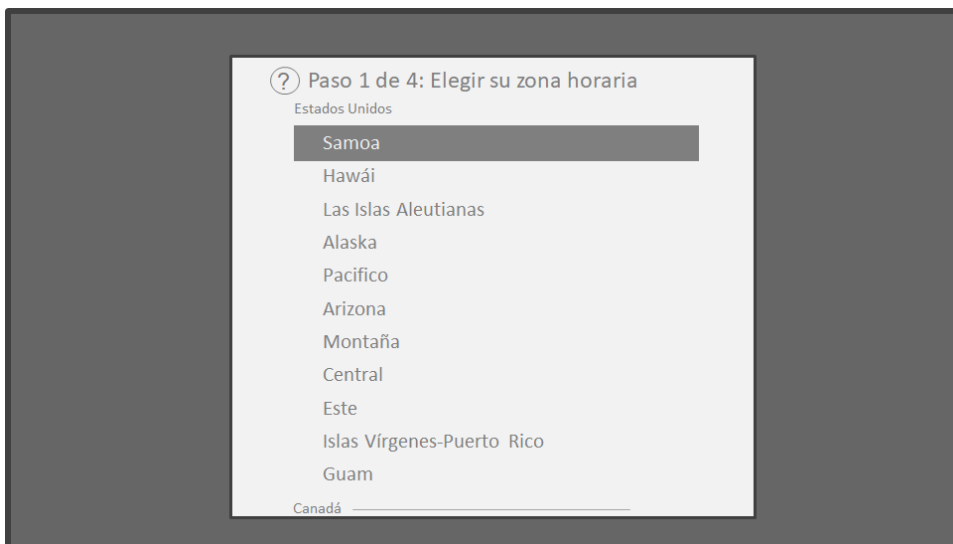 ? Paso 1 de 4: Elegir su zona horaria
Estados Unidos
Samoa
Hawái
Las Islas Aleutianas
Alaska
Pacifico
Arizona
Montaña
Central
Este
Islas Vírgenes-Puerto Rico
Guam
Canadá